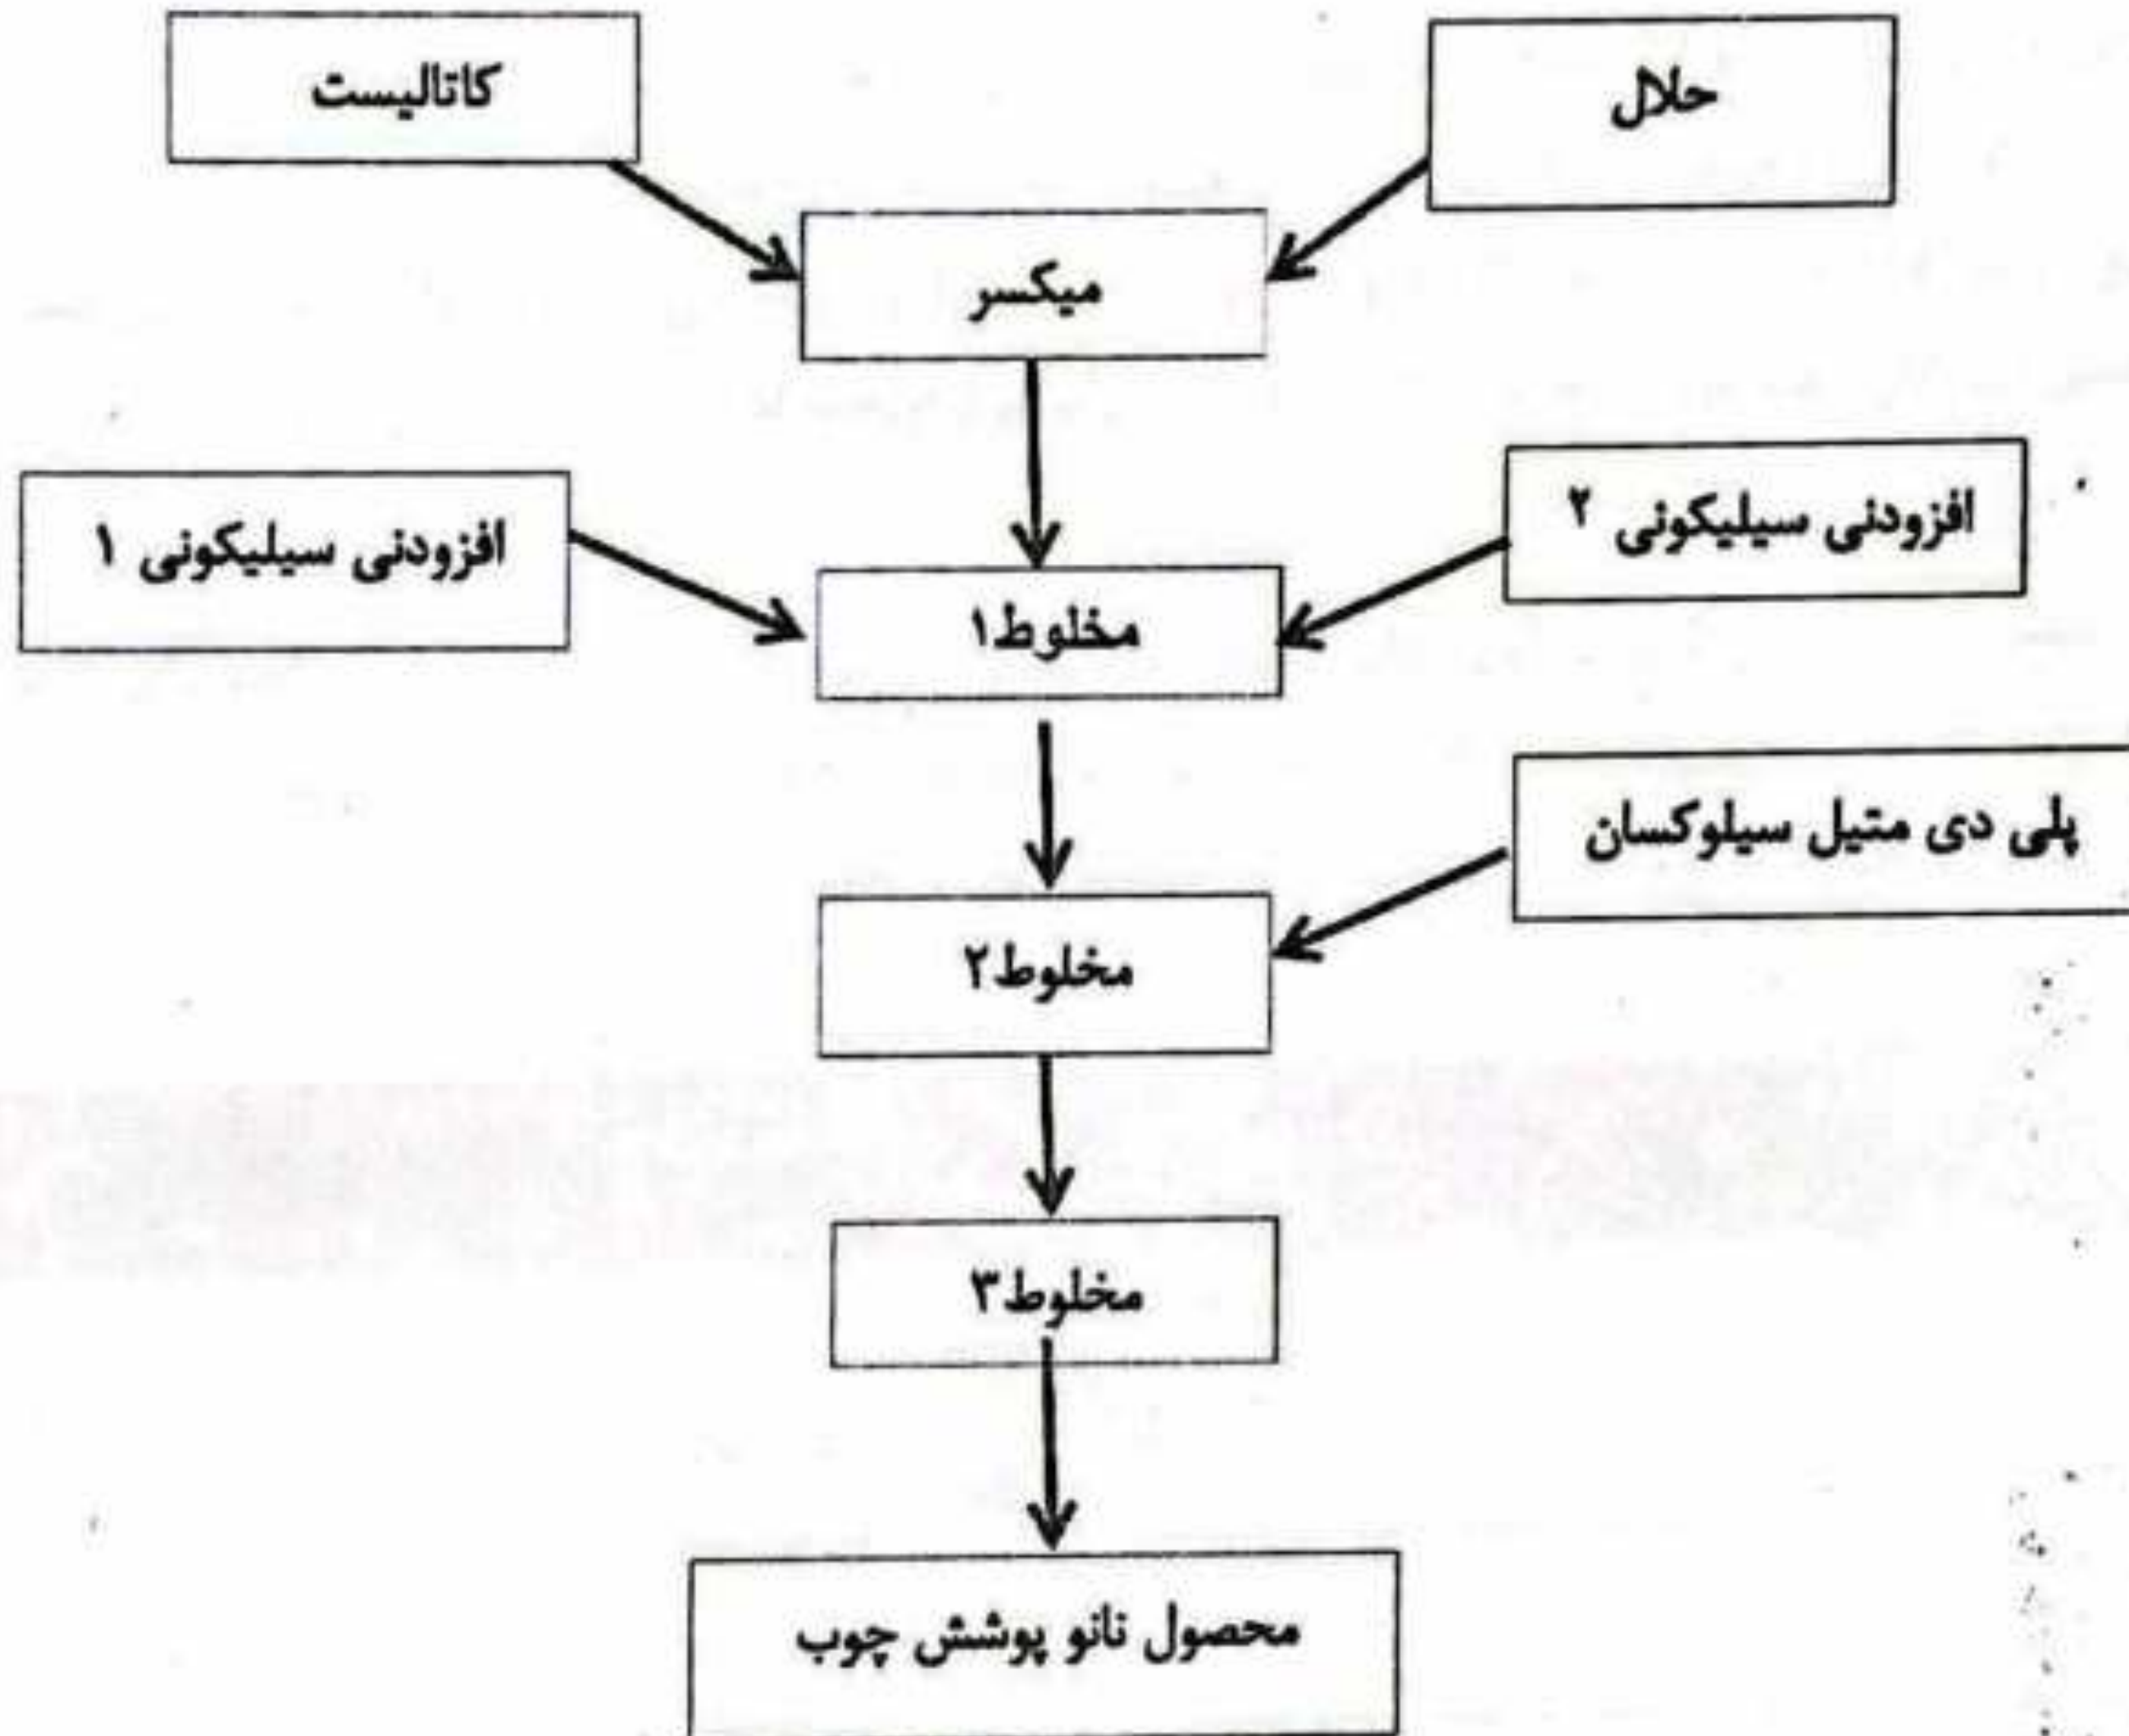 کاتالیست
حلال
میکسر
افزودنی سیلیکونی ۱
افزودنی سیلیکونی ۲
مخلوط۱
پلی دی متیل سیلوکسان
مخلوط۲
مخلوط۳
محصول نانو پوشش چوب